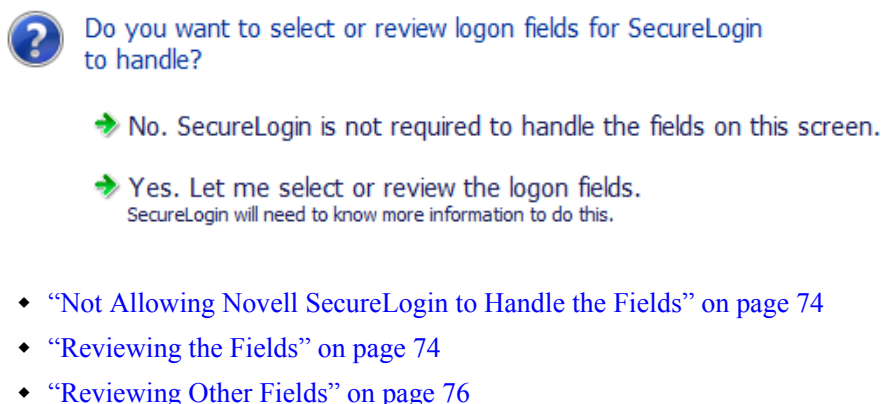 Do you want to select or review logon fields for SecureLogin
to handle?
No. SecureLogin is not required to handle the fields on this screen.
Yes. Let me select or review the logon fields.
SecureLogin will need to know more information to do this.
◆ “Not Allowing Novell SecureLogin to Handle the Fields” on page 74
◆ “Reviewing the Fields” on page 74
◆ “Reviewing Other Fields” on page 76